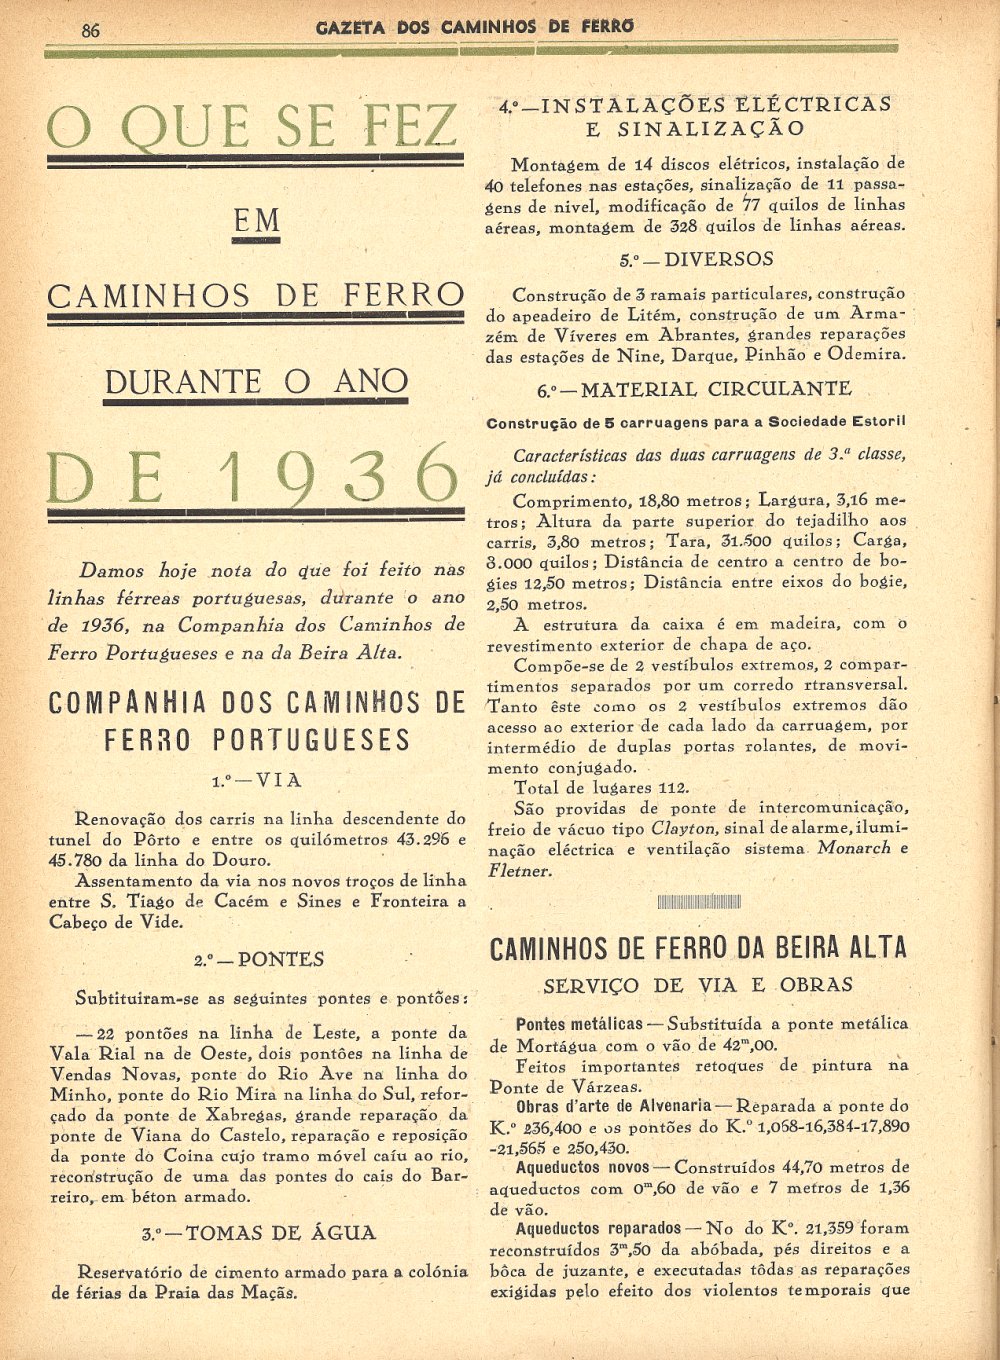 86
GAZETA DOS CAMINHOS DE FERRO
O QUE SE FEZ
EM
CAMINHOS DE FERRO
DURANTE O ANO
DE 1936
Damos hoje nota do que foi feito nas
linhas férreas portuguesas, durante o ano
de 1936, na Companhia dos Caminhos de
Ferro Portugueses e na da Beira Alta.
COMPANHIA DOS CAMINHOS DE
FERRO PORTUGUESES
1.º—VIA
Renovação dos carris na linha descendente do
tunel do Pôrto e entre os quilómetros 43.296 e
45.780 da linha do Douro.
Assentamento da via nos novos troços de linha
entre S. Tiago de Cacém e Sines e Fronteira a
Cabeço de Vide.
2.º—PONTES
Subtituiram-se as seguintes pontes e pontões:
—22 pontões na linha de Leste, a ponte da
Vala Rial na de Oeste, dois pontões na linha de
Vendas Novas, ponte do Rio Ave na linha do
Minho, ponte do Rio Mira na linha do Sul, refor-
çado da ponte de Xabregas, grande reparação da
ponte de Viana do Castelo, reparação e reposição
da ponte do Coina cujo tramo móvel caíu ao rio,
reconstrução de uma das pontes do cais do Bar-
reiro, em béton armado.
3.º—TOMAS DE ÁGUA
Reservatório de cimento armado para a colónia
de férias da Praia das Maçãs.
4.º—INSTALAÇÕES ELÉCTRICAS
E SINALIZAÇÃO
Montagem de 14 discos elétricos, instalação de
40 telefones nas estações, sinalização de 11 passa-
gens de nivel, modificação de 77 quilos de linhas
aéreas, montagem de 328 quilos de linhas aéreas.
5.º—DIVERSOS
Construção de 3 ramais particulares, construção
do apeadeiro de Litém, construção de um Arma-
zém de Víveres em Abrantes, grandes reparações
das estações de Nine, Darque, Pinhão e Odemira.
6.º—MATERIAL CIRCULANTE
Construção de 5 carruagens para a Sociedade Estoril
Características das duas carruagens de 3.ª classe,
já concluídas:
Comprimento, 18,80 metros; Largura, 3,16 me-
tros; Altura da parte superior do tejadilho aos
carris, 3,80 metros; Tara, 31.500 quilos; Carga,
8.000 quilos; Distância de centro a centro de bo-
gies 12,50 metros; Distância entre eixos do bogie,
2,50 metros.
A estrutura da caixa é em madeira, com o
revestimento exterior de chapa de aço.
Compõe-se de 2 vestíbulos extremos, 2 compar-
timentos separados por um corredo rtransversal.
Tanto êste como os 2 vestíbulos extremos dão
acesso ao exterior de cada lado da carruagem, por
intermédio de duplas portas rolantes, de movi-
mento conjugado.
Total de lugares 112.
São providas de ponte de intercomunicação,
freio de vácuo tipo Clayton, sinal de alarme, ilumi-
nação eléctrica e ventilação sistema Monarch e
Fletner.
CAMINHOS DE FERRO DA BEIRA ALTA
SERVIÇO DE VIA E OBRAS
Pontes metálicas—Substituída a ponte metálica
de Mortágua com o vão de 42ᵐ,00.
Feitos importantes retoques de pintura na
Ponte de Várzeas.
Obras d'arte de Alvenaria—Reparada a ponte do
K.º 236,400 e os pontões do K.º 1,068-16,384-17,890
-21,565 e 250,430.
Aqueductos novos—Construídos 44,70 metros de
aqueductos com 0ᵐ,60 de vão e 7 metros de 1,36
de vão.
Aqueductos reparados—No do Kº. 21,359 foram
reconstruídos 3ᵐ,50 da abóbada, pés direitos e a
bôca de juzante, e executadas tôdas as reparações
exigidas pelo efeito dos violentos temporais que